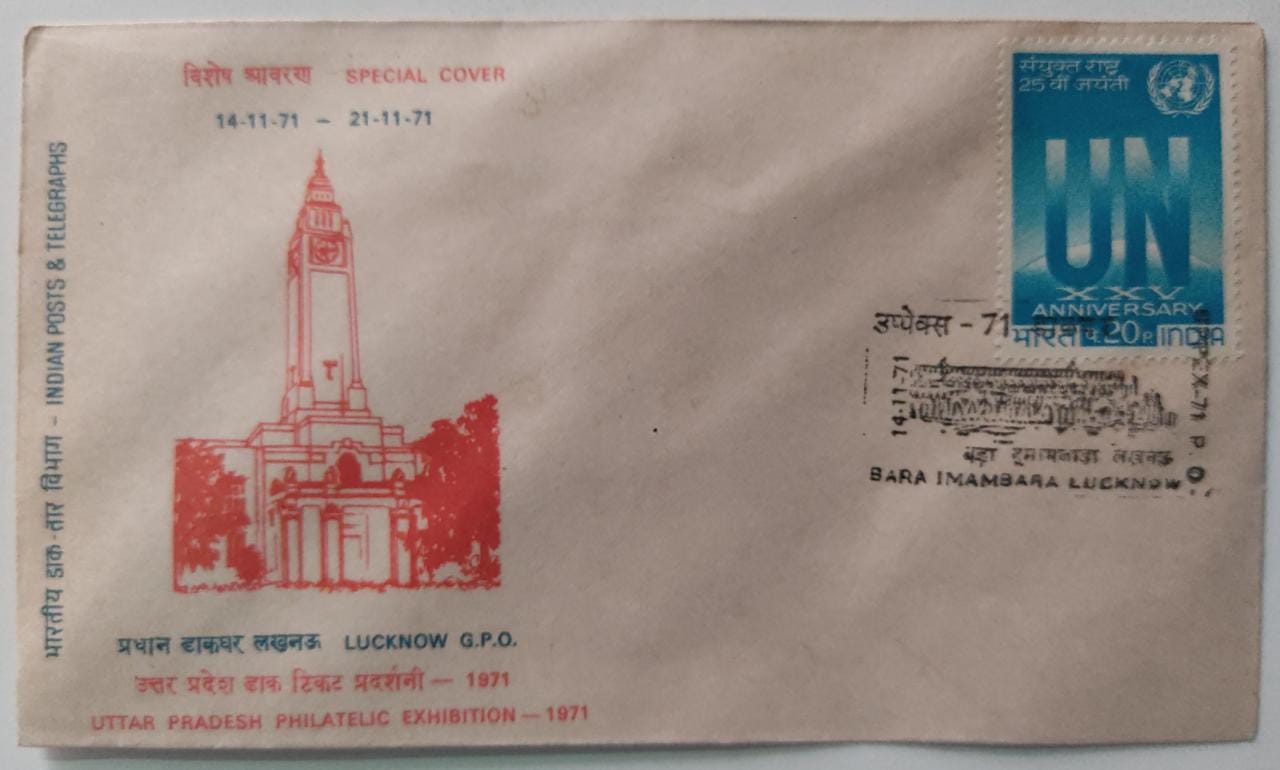 विशेष आवरण SPECIAL COVER
14-11-71 – 21-11-71
भारतीय डाक-तार विभाग - INDIAN POSTS & TELEGRAPHS
प्रधान डाकघर लखनऊ LUCKNOW G.P.O.
उत्तर प्रदेश डाक टिकट प्रदर्शनी — 1971
UTTAR PRADESH PHILATELIC EXHIBITION — 1971
संयुक्त राष्ट्र
25 वीं जयंती
UN
XXV
ANNIVERSARY
भारत प. 20 P. INDIA
उप्पेक्स - 71
14-11-71
बड़ा इमामबाड़ा लखनऊ
BARA IMAMBARA LUCKNOW